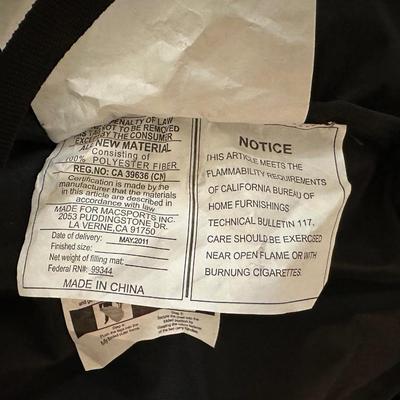 PENALTY OF LAW
NOT TO BE REMOVED
BY THE CONSUMER
ALL NEW MATERIAL
Consisting of
100% POLYESTER FIBER
REG.NO: CA 39636 (CN)
Certification is made by the
manufacturer that the materials
in this article are described in
accordance with law.
MADE FOR MACSPORTS INC.
2053 PUDDINGSTONE DR.
LA VERNE,CA 91750
Date of delivery: MAY.2011
Finished size:
Net weight of filling mat:
Federal RN#: 99344
MADE IN CHINA
NOTICE
THIS ARTICLE MEETS THE
FLAMMABILITY REQUIREMENTS
OF CALIFORNIA BUREAU OF
HOME FURNISHINGS
TECHNICAL BULLETIN 117.
CARE SHOULD BE EXERCISED
NEAR OPEN FLAME OR WITH
BURNUNG CIGARETTES.